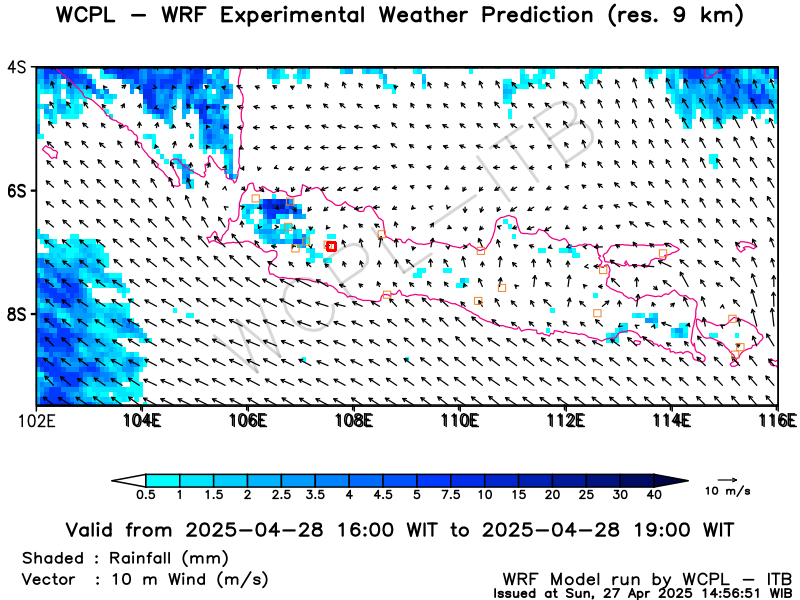 WCPL – WRF Experimental Weather Prediction (res. 9 km)
4S
6S
8S
WCPL–ITB
102E 104E 106E 108E 110E 112E 114E 116E
0.5 1 1.5 2 2.5 3.5 4 4.5 5 7.5 10 15 20 25 30 40
10 m/s
Valid from 2025–04–28 16:00 WIT to 2025–04–28 19:00 WIT
Shaded : Rainfall (mm)
Vector : 10 m Wind (m/s)
WRF Model run by WCPL – ITB
Issued at Sun, 27 Apr 2025 14:56:51 WIB